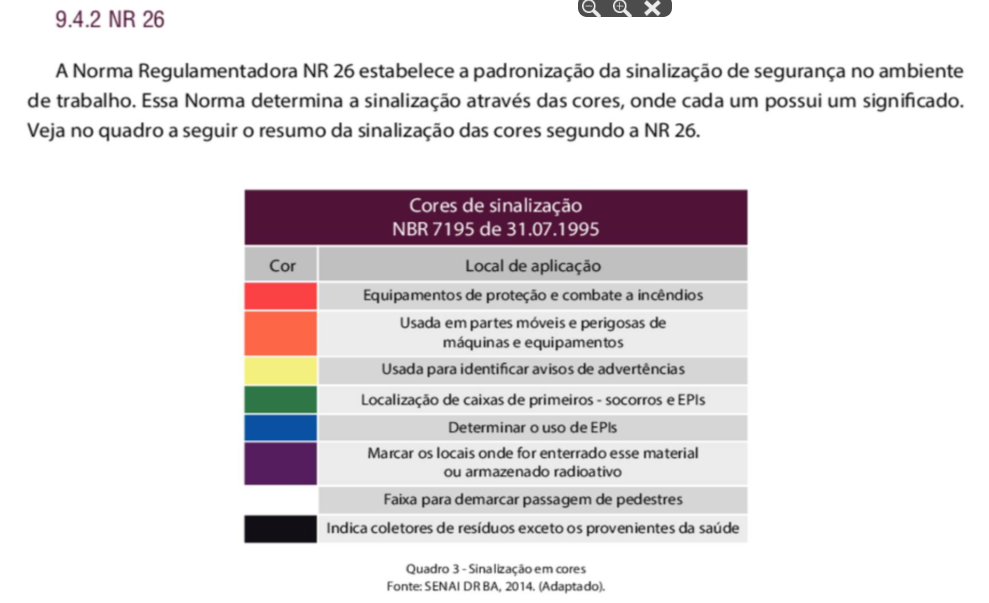 9.4.2 NR 26
A Norma Regulamentadora NR 26 estabelece a padronização da sinalização de segurança no ambiente
de trabalho. Essa Norma determina a sinalização através das cores, onde cada um possui um significado.
Veja no quadro a seguir o resumo da sinalização das cores segundo a NR 26.
Cores de sinalização
NBR 7195 de 31.07.1995
Cor Local de aplicação
Equipamentos de proteção e combate a incêndios
Usada em partes móveis e perigosas de
máquinas e equipamentos
Usada para identificar avisos de advertências
Localização de caixas de primeiros - socorros e EPIs
Determinar o uso de EPIs
Marcar os locais onde for enterrado esse material
ou armazenado radioativo
Faixa para demarcar passagem de pedestres
Indica coletores de resíduos exceto os provenientes da saúde
Quadro 3 - Sinalização em cores
Fonte: SENAI DR BA, 2014. (Adaptado).